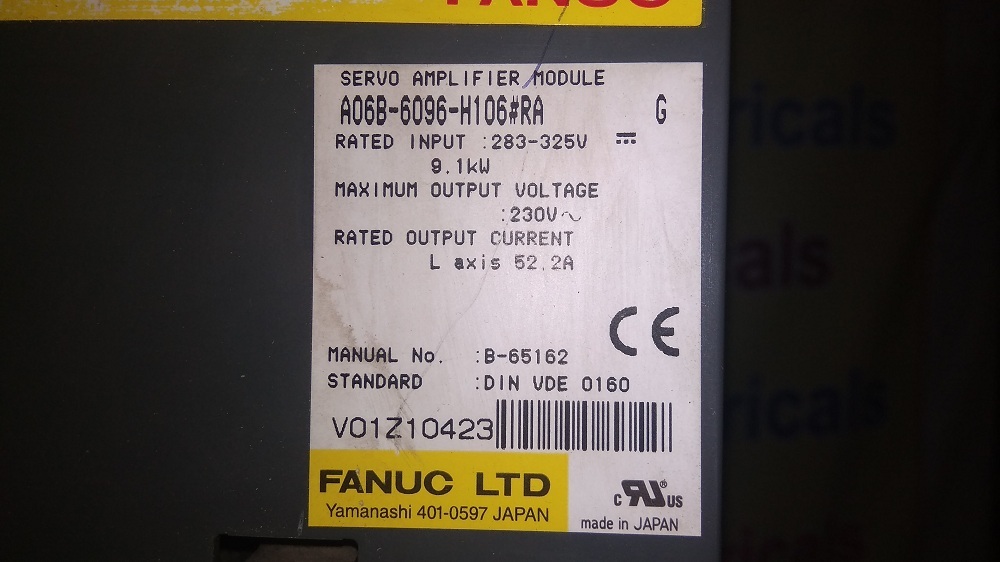 FANUC
SERVO AMPLIFIER MODULE
A06B-6096-H106#RA G
RATED INPUT :283-325V ⎓
9.1kW
MAXIMUM OUTPUT VOLTAGE
:230V~
RATED OUTPUT CURRENT
L axis 52.2A
CE
MANUAL No. :B-65162
STANDARD :DIN VDE 0160
V01Z10423
FANUC LTD
Yamanashi 401-0597 JAPAN
c RU ® US
made in JAPAN